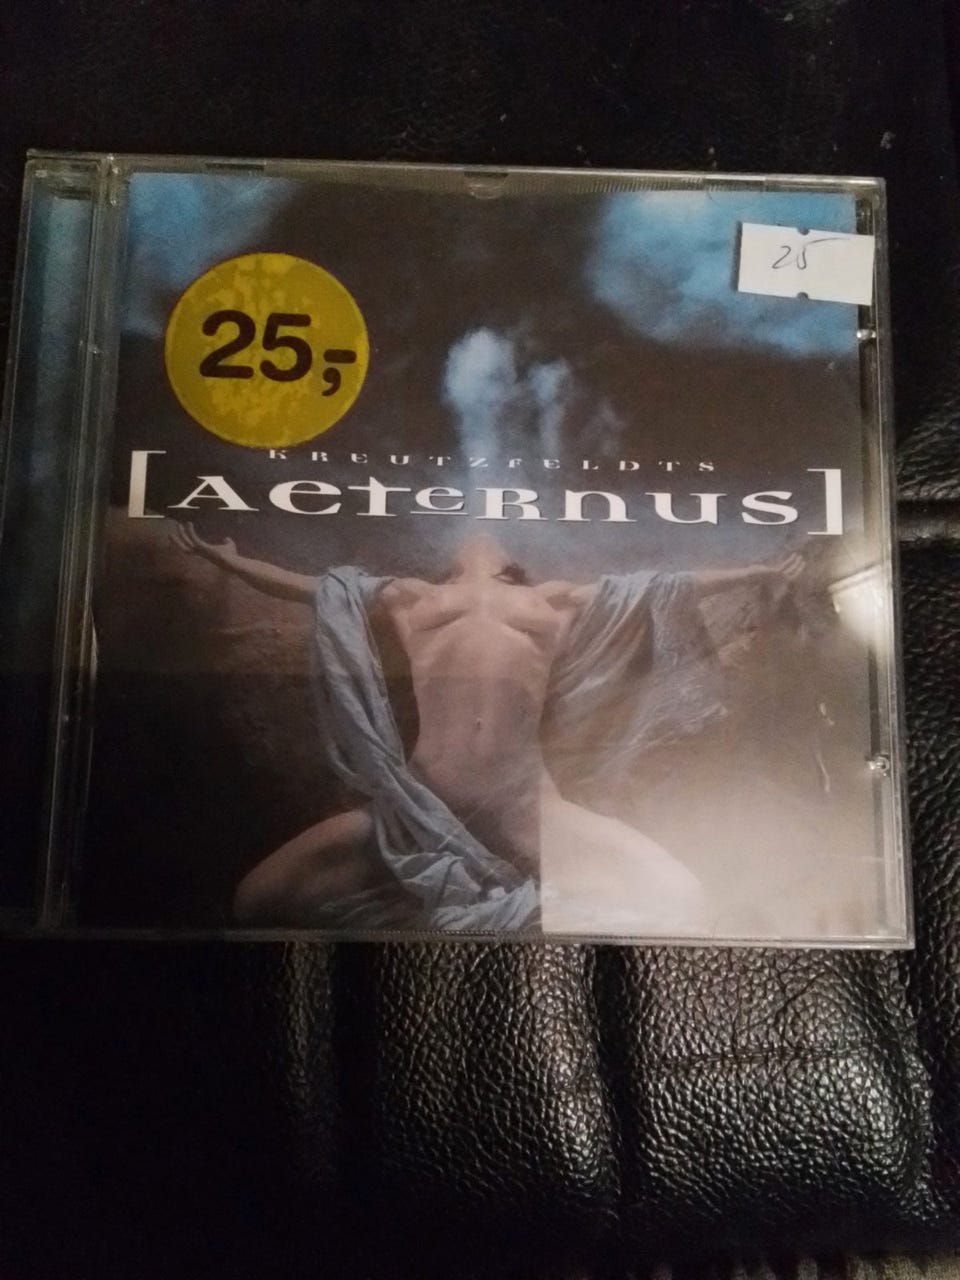 25
25,-
KREUTZFELDTS
[AETERNUS]